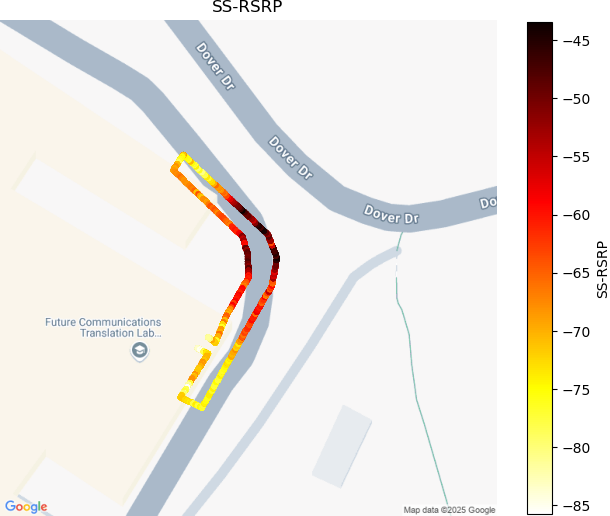 SS-RSRP
Dover Dr
Dover Dr
Dover Dr
Do
Future Communications
Translation Lab...
Google
Map data ©2025 Google
−45
−50
−55
−60
−65
−70
−75
−80
−85
SS-RSRP